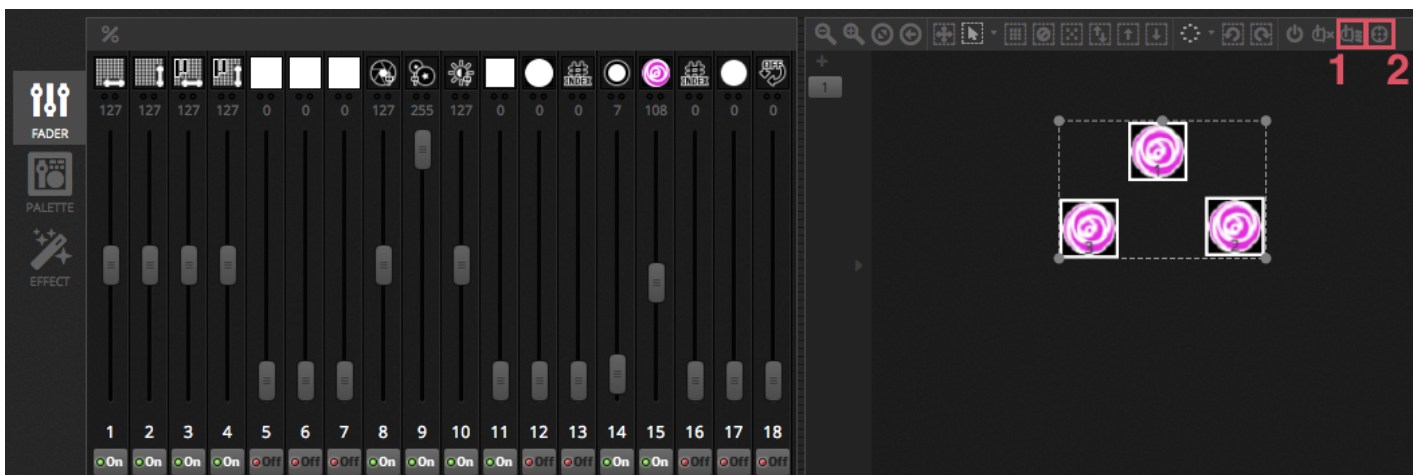 %
INDEX INDEX OFF
127 127 127 127 0 0 0 127 255 127 0 0 0 7 108 0 0 0
FADER
PALETTE
EFFECT
1 2 3 4 5 6 7 8 9 10 11 12 13 14 15 16 17 18
On On On On Off Off Off On On On On Off Off On On Off Off Off
1 2
1
1
3 2